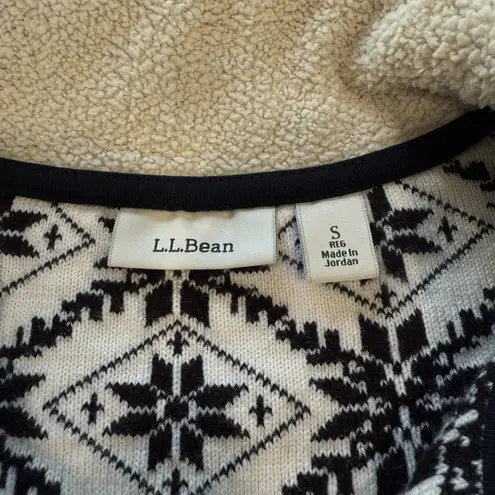 L.L.Bean
S
REG
Made in
Jordan